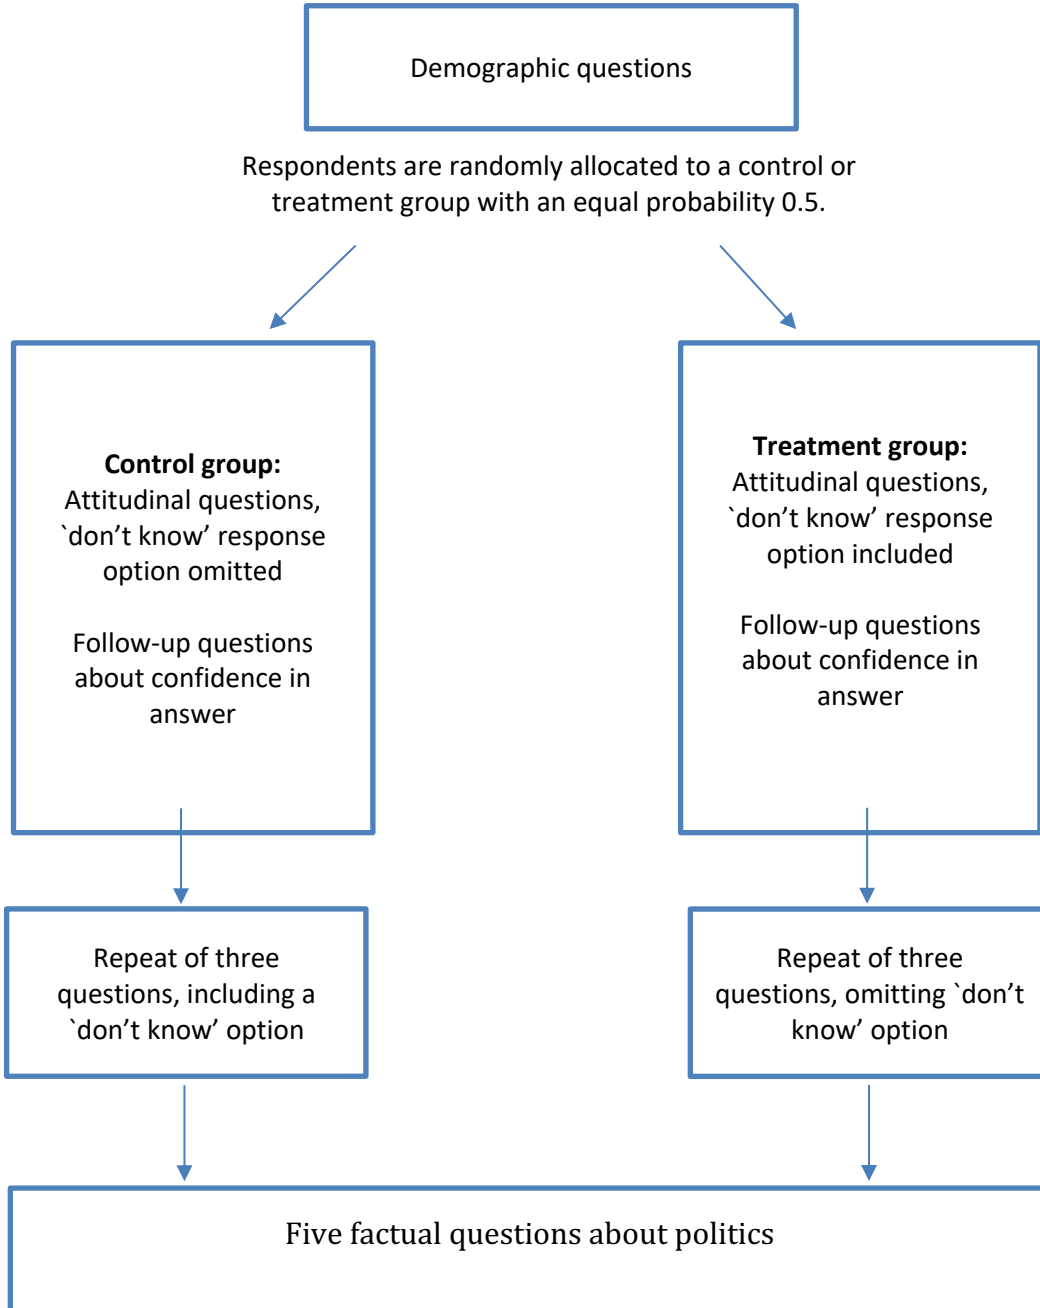 Demographic questions
Respondents are randomly allocated to a control or
treatment group with an equal probability 0.5.
Control group:
Attitudinal questions,
`don’t know’ response
option omitted
Follow-up questions
about confidence in
answer
Treatment group:
Attitudinal questions,
`don’t know’ response
option included
Follow-up questions
about confidence in
answer
Repeat of three
questions, including a
`don’t know’ option
Repeat of three
questions, omitting `don’t
know’ option
Five factual questions about politics